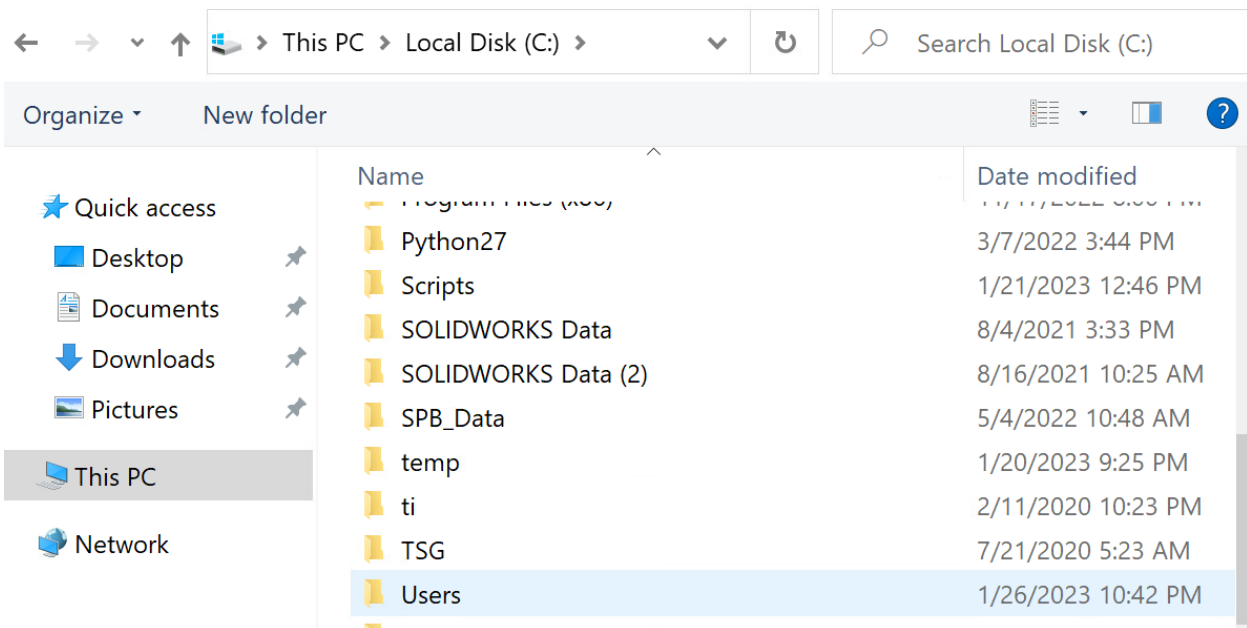 This PC > Local Disk (C:) >
Search Local Disk (C:)
Organize
New folder
?
Name
Date modified
Quick access
Desktop
Documents
Downloads
Pictures
This PC
Network
Program Files (x86)
Python27 3/7/2022 3:44 PM
Scripts 1/21/2023 12:46 PM
SOLIDWORKS Data 8/4/2021 3:33 PM
SOLIDWORKS Data (2) 8/16/2021 10:25 AM
SPB_Data 5/4/2022 10:48 AM
temp 1/20/2023 9:25 PM
ti 2/11/2020 10:23 PM
TSG 7/21/2020 5:23 AM
Users 1/26/2023 10:42 PM